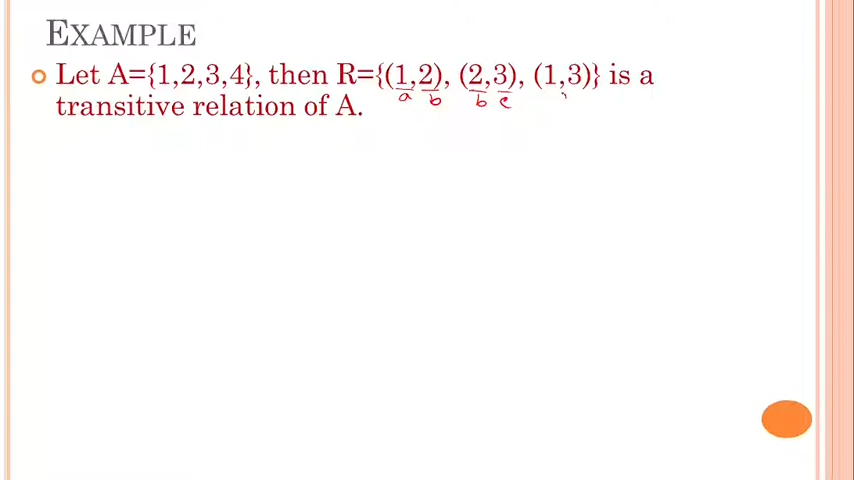 EXAMPLE
Let A={1,2,3,4}, then R={(1,2), (2,3), (1,3)} is a
a b b c
transitive relation of A.